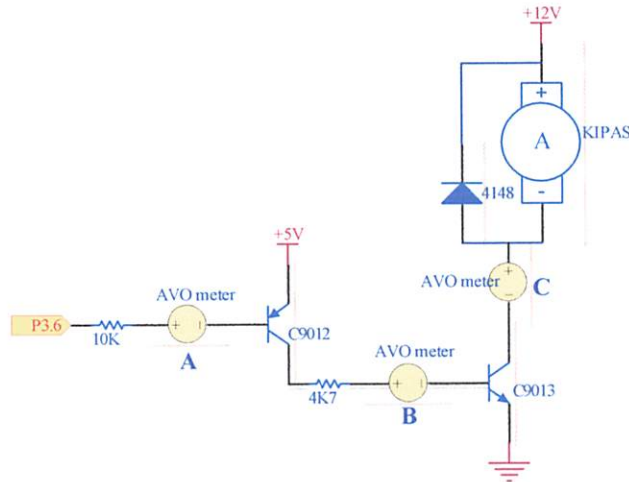 +12V
+
A
KIPAS
-
4148
+5V
AVO meter
+
-
C
AVO meter
P3.6
10K
+
-
A
C9012
AVO meter
4K7
+
-
B
C9013